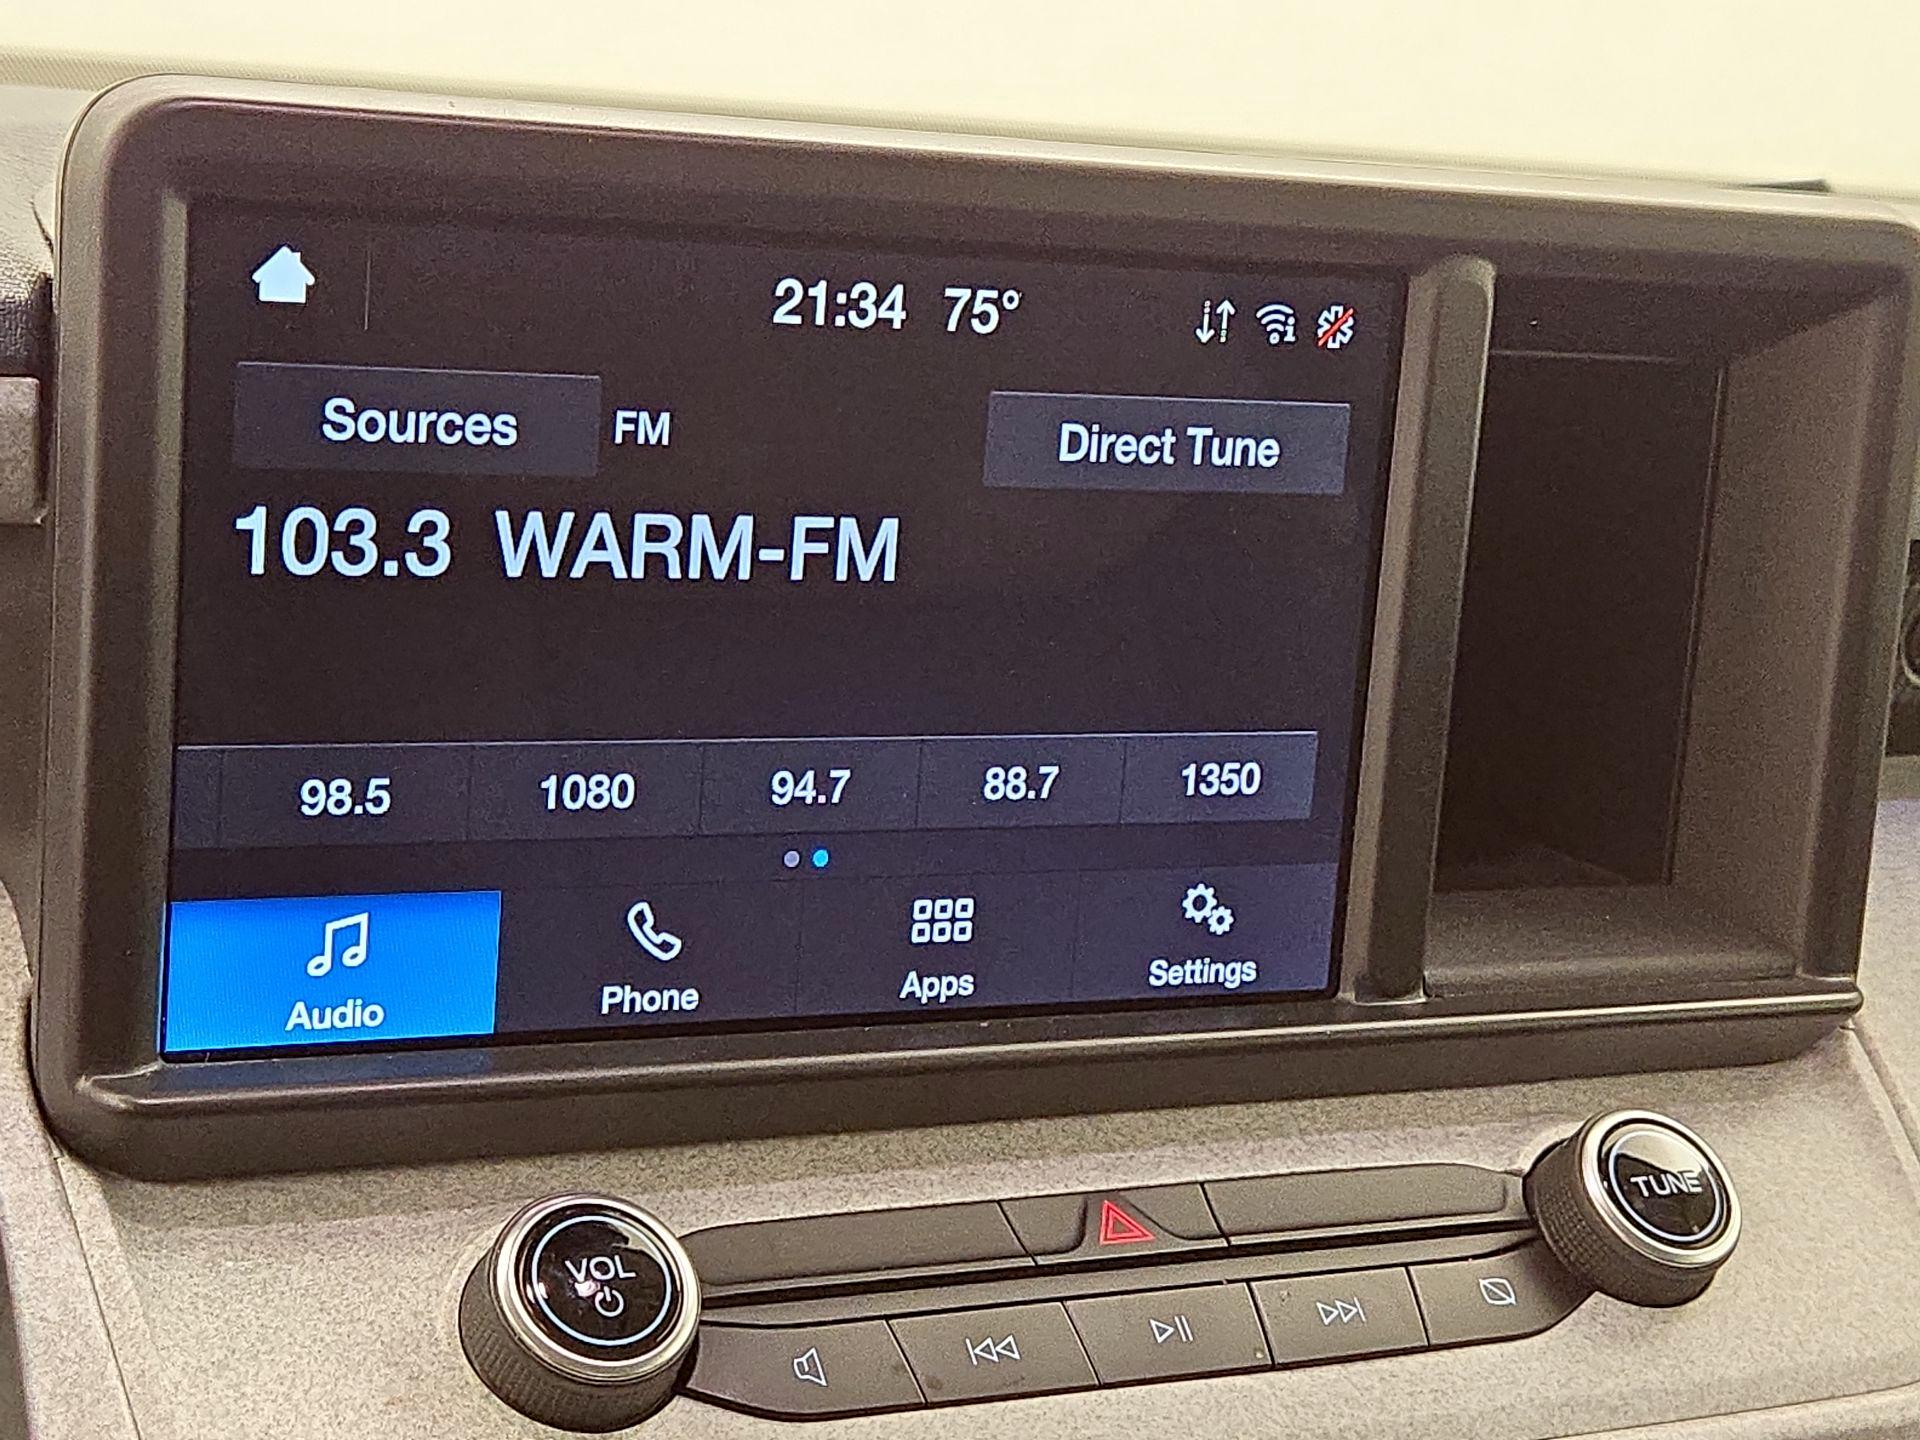 21:34 75°
Sources FM Direct Tune
103.3 WARM-FM
98.5 1080 94.7 88.7 1350
Audio Phone Apps Settings
TUNE
VOL